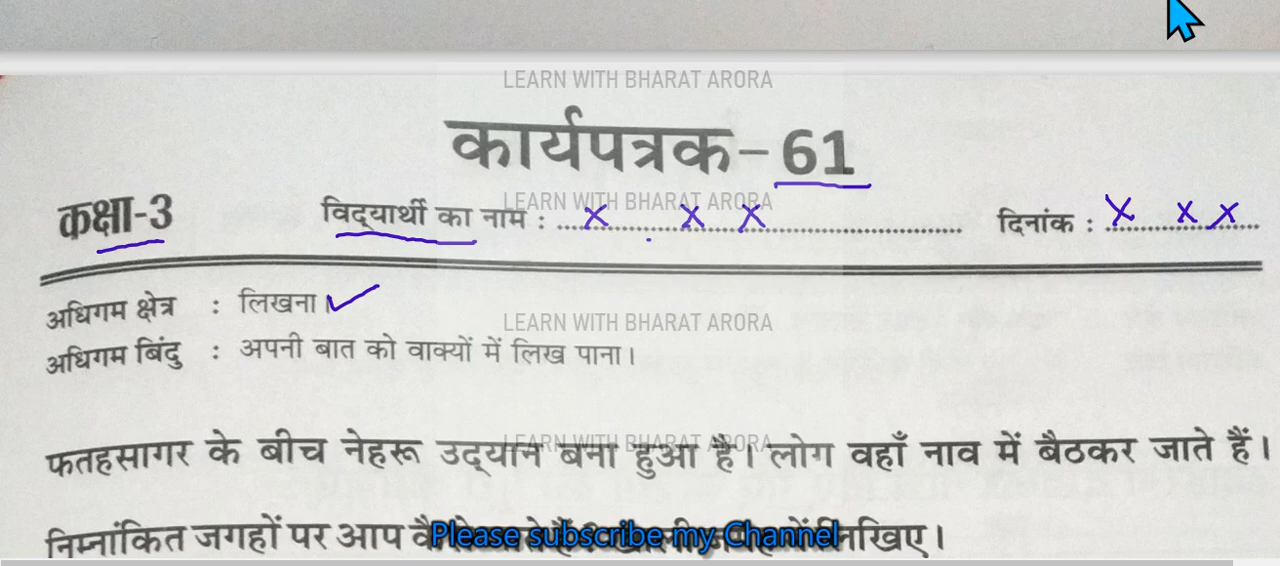 LEARN WITH BHARAT ARORA
कार्यपत्रक-61
LEARN WITH BHARAT ARORA
कक्षा-3 विद्यार्थी का नाम : x x x दिनांक : x x x
अधिगम क्षेत्र : लिखना।
LEARN WITH BHARAT ARORA
अधिगम बिंदु : अपनी बात को वाक्यों में लिख पाना।
LEARN WITH BHARAT ARORA
फतहसागर के बीच नेहरू उद्यान बना हुआ है। लोग वहाँ नाव में बैठकर जाते हैं।
निम्नांकित जगहों पर आप लिखिए।
Please subscribe my Channel